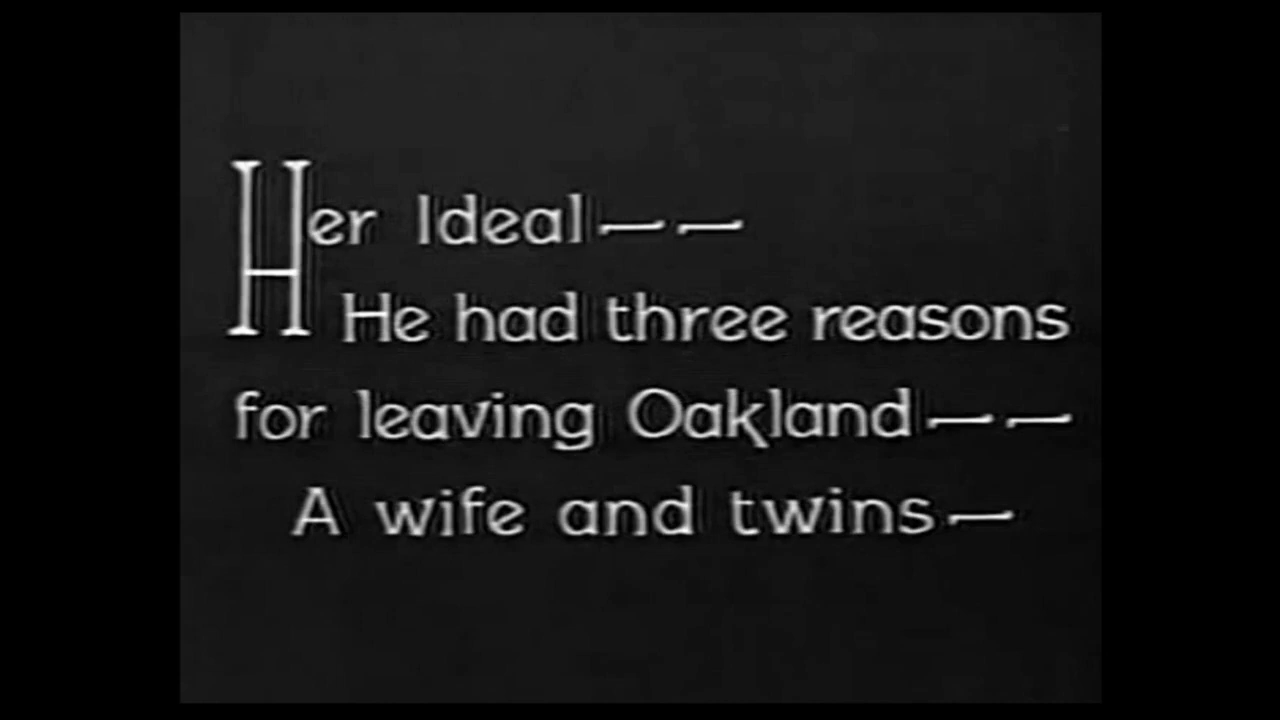 Her Ideal — —
He had three reasons
for leaving Oakland — —
A wife and twins —